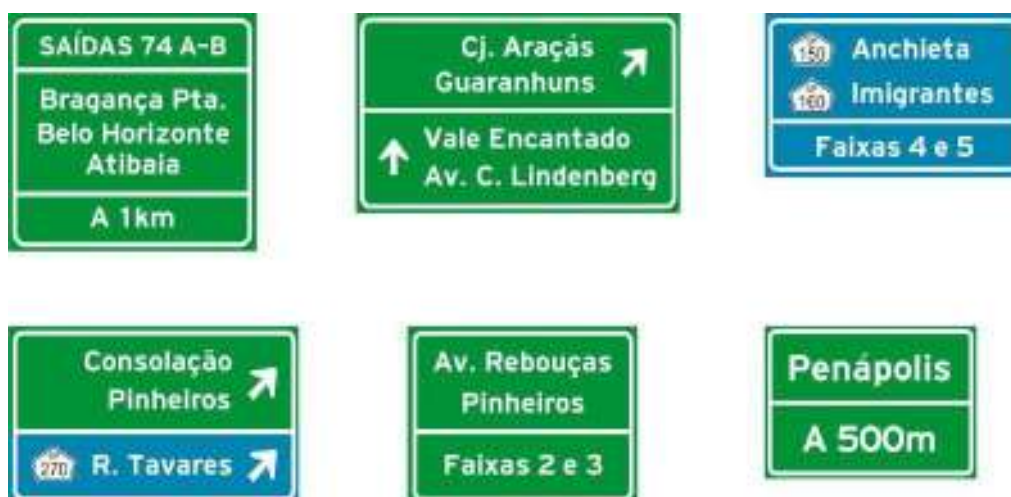 SAÍDAS 74 A-B
Bragança Pta.
Belo Horizonte
Atibaia
A 1km
Cj. Araçás
Guaranhuns
Vale Encantado
Av. C. Lindenberg
150 Anchieta
160 Imigrantes
Faixas 4 e 5
Consolação
Pinheiros
270 R. Tavares
Av. Rebouças
Pinheiros
Faixas 2 e 3
Penápolis
A 500m